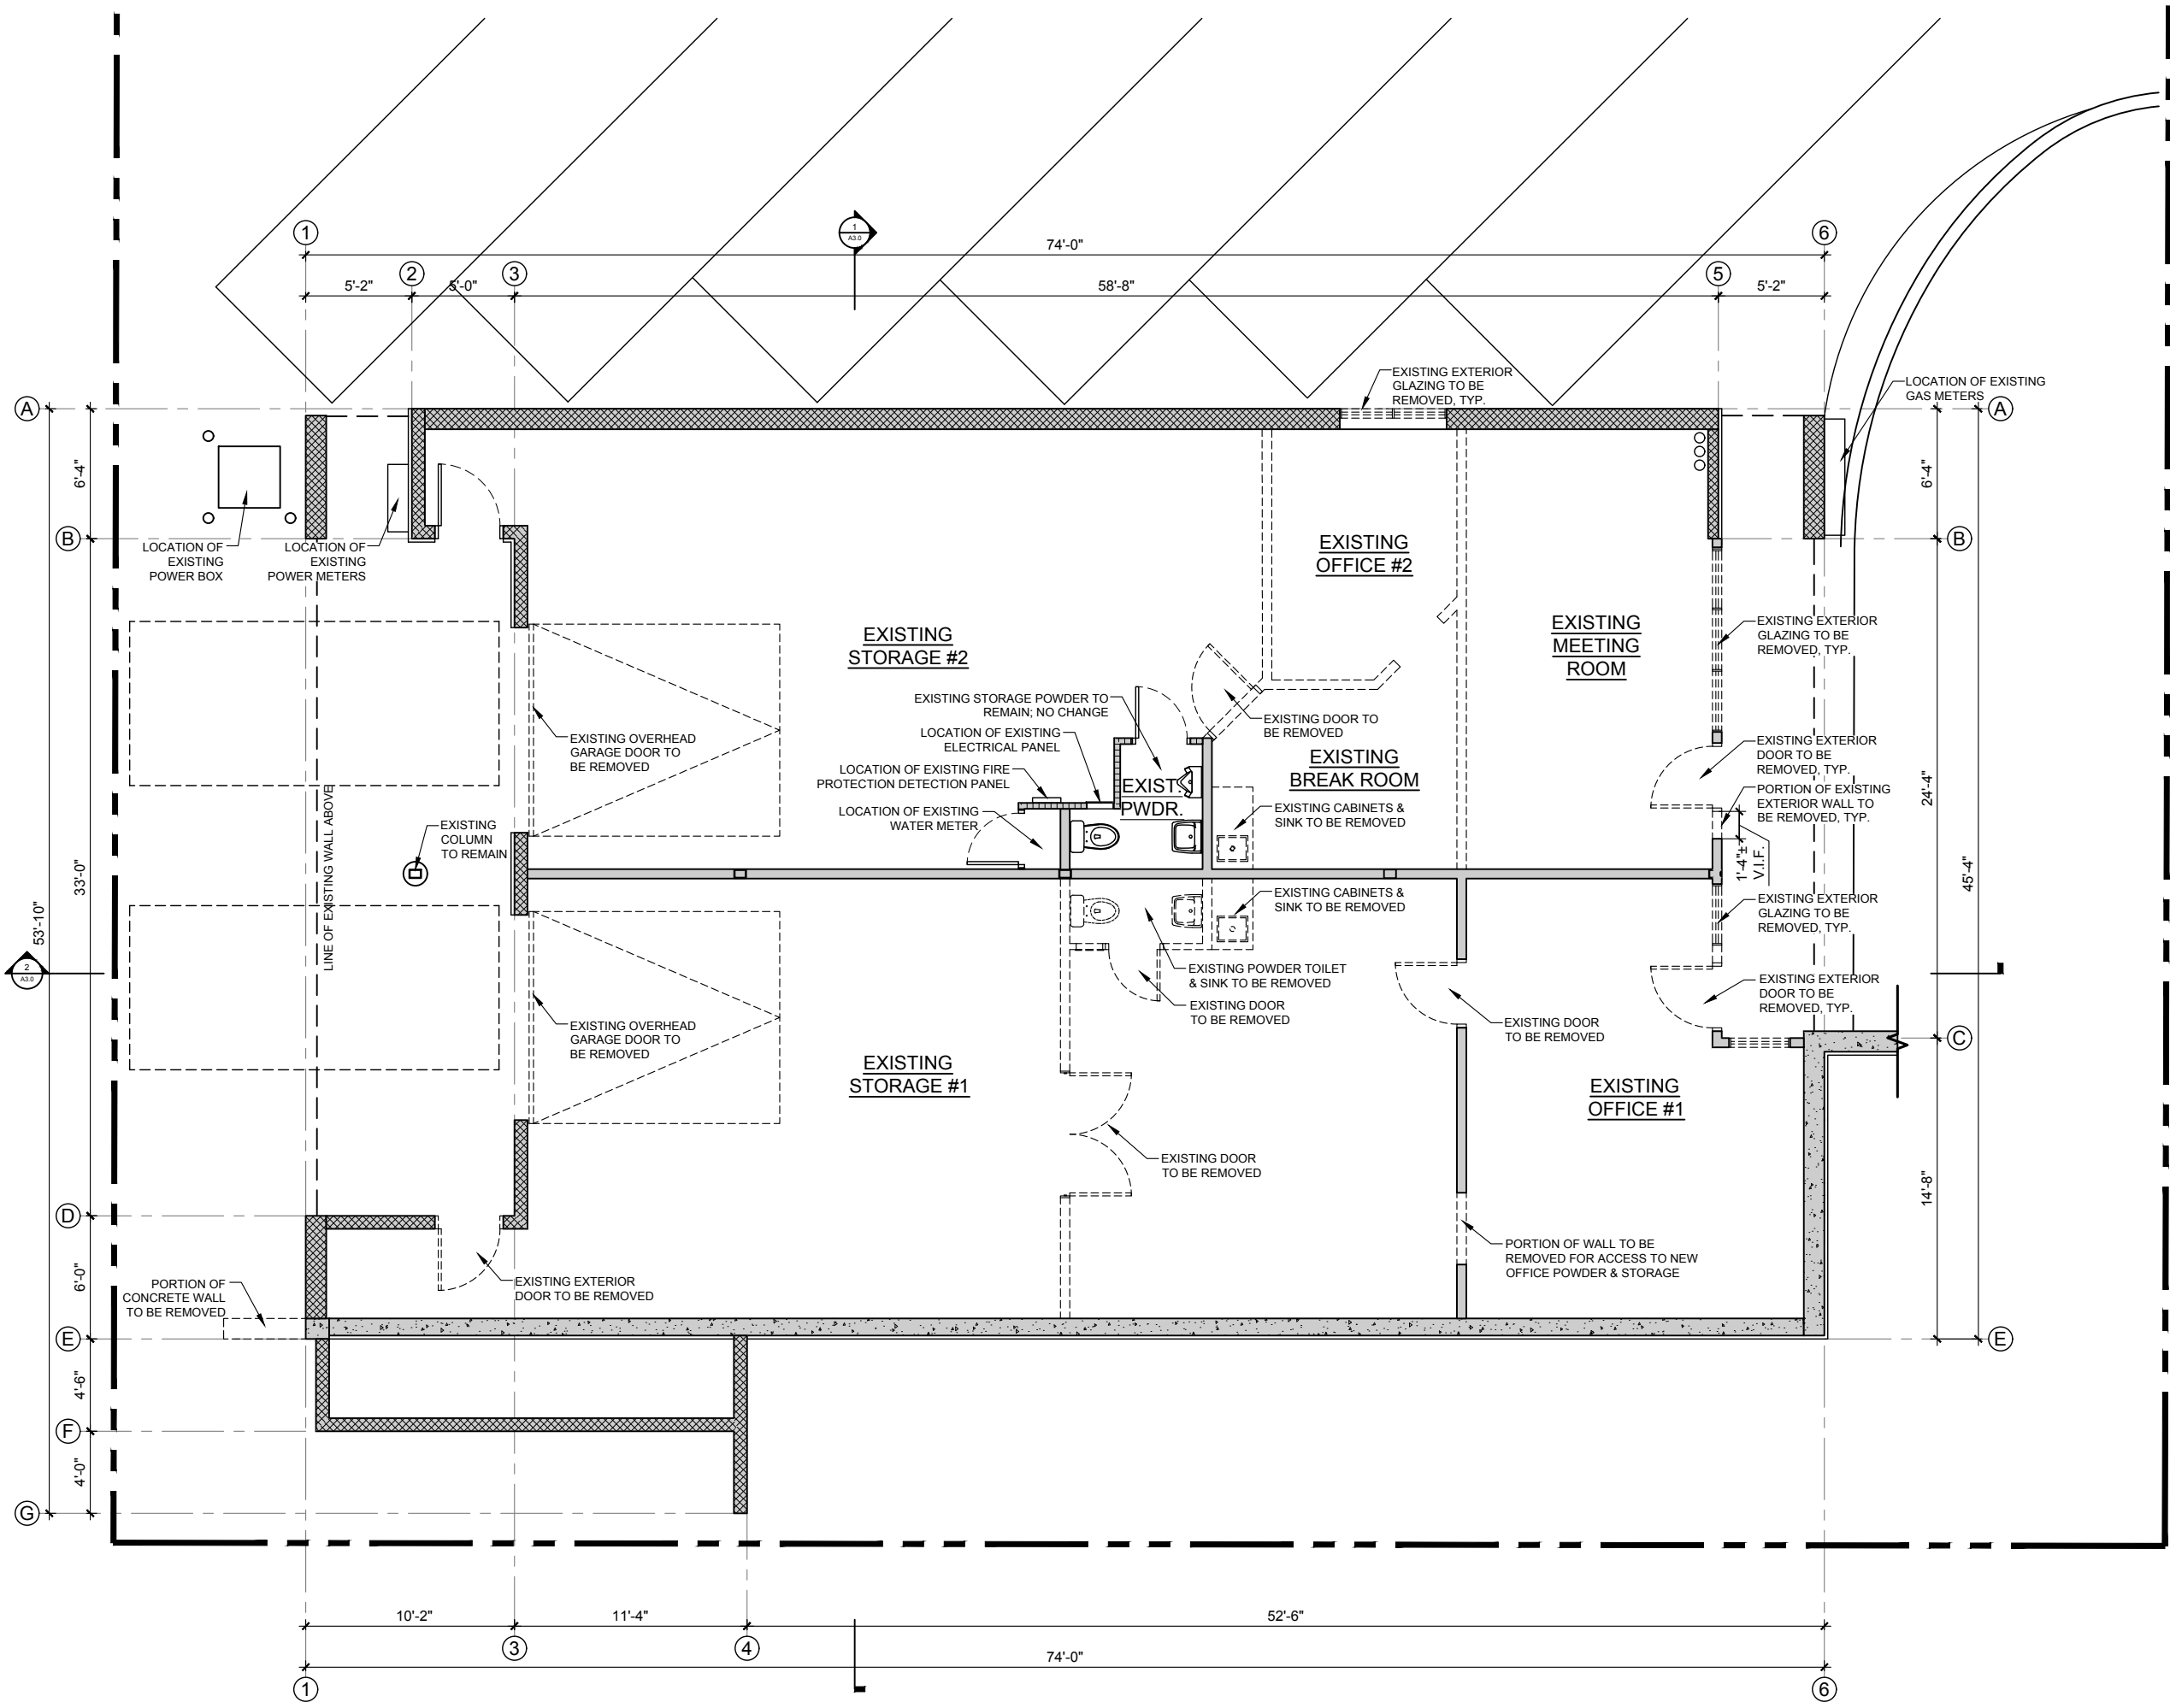 1
6
1
A3.0
74'-0"
2
3
5
5'-2"
5'-0"
58'-8"
5'-2"
EXISTING EXTERIOR
GLAZING TO BE
REMOVED, TYP.
LOCATION OF EXISTING
GAS METERS
A
A
6'-4"
6'-4"
B
B
LOCATION OF
EXISTING
POWER BOX
LOCATION OF
EXISTING
POWER METERS
EXISTING
OFFICE #2
EXISTING
STORAGE #2
EXISTING
MEETING
ROOM
EXISTING EXTERIOR
GLAZING TO BE
REMOVED, TYP.
EXISTING STORAGE POWDER TO
REMAIN; NO CHANGE
EXISTING DOOR TO
BE REMOVED
LOCATION OF EXISTING
ELECTRICAL PANEL
EXISTING OVERHEAD
GARAGE DOOR TO
BE REMOVED
EXISTING EXTERIOR
DOOR TO BE
REMOVED, TYP.
EXISTING
BREAK ROOM
LOCATION OF EXISTING FIRE
PROTECTION DETECTION PANEL
EXIST.
PWDR.
PORTION OF EXISTING
EXTERIOR WALL TO
BE REMOVED, TYP.
24'-4"
EXISTING CABINETS &
SINK TO BE REMOVED
LOCATION OF EXISTING
WATER METER
EXISTING
COLUMN
TO REMAIN
1'-4"±
V.I.F.
33'-0"
45'-4"
LINE OF EXISTING WALL ABOVE
53'-10"
EXISTING CABINETS &
SINK TO BE REMOVED
EXISTING EXTERIOR
GLAZING TO BE
REMOVED, TYP.
2
A3.0
EXISTING POWDER TOILET
& SINK TO BE REMOVED
EXISTING EXTERIOR
DOOR TO BE
REMOVED, TYP.
EXISTING DOOR
TO BE REMOVED
EXISTING OVERHEAD
GARAGE DOOR TO
BE REMOVED
EXISTING DOOR
TO BE REMOVED
C
EXISTING
STORAGE #1
EXISTING
OFFICE #1
EXISTING DOOR
TO BE REMOVED
14'-8"
D
PORTION OF WALL TO BE
REMOVED FOR ACCESS TO NEW
OFFICE POWDER & STORAGE
6'-0"
PORTION OF
CONCRETE WALL
TO BE REMOVED
EXISTING EXTERIOR
DOOR TO BE REMOVED
E
E
4'-6"
F
4'-0"
G
10'-2"
11'-4"
52'-6"
3
4
74'-0"
1
6